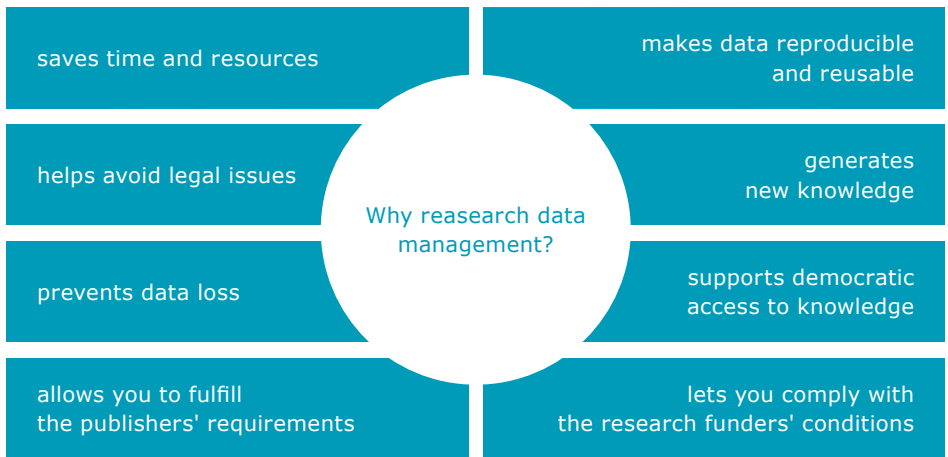 saves time and resources
makes data reproducible
and reusable
helps avoid legal issues
generates
new knowledge
Why reasearch data
management?
prevents data loss
supports democratic
access to knowledge
allows you to fulfill
the publishers' requirements
lets you comply with
the research funders' conditions